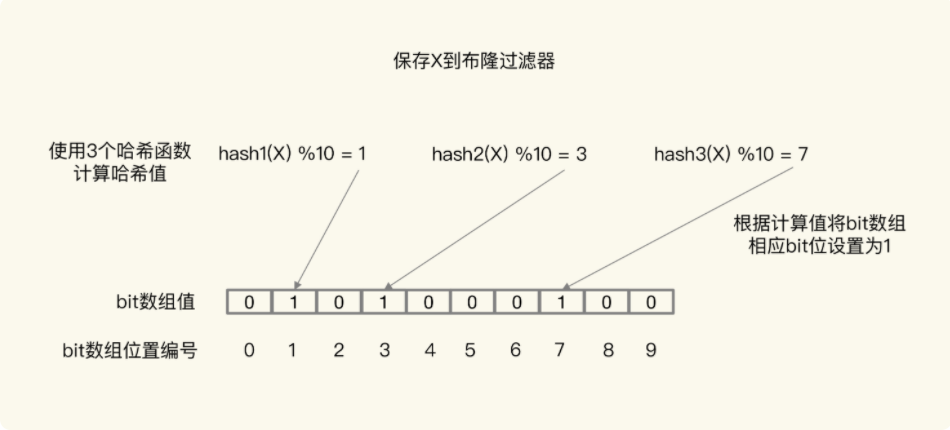 保存X到布隆过滤器
使用3个哈希函数
计算哈希值
hash1(X) %10 = 1
hash2(X) %10 = 3
hash3(X) %10 = 7
根据计算值将bit数组
相应bit位设置为1
bit数组值 0 1 0 1 0 0 0 1 0 0
bit数组位置编号 0 1 2 3 4 5 6 7 8 9